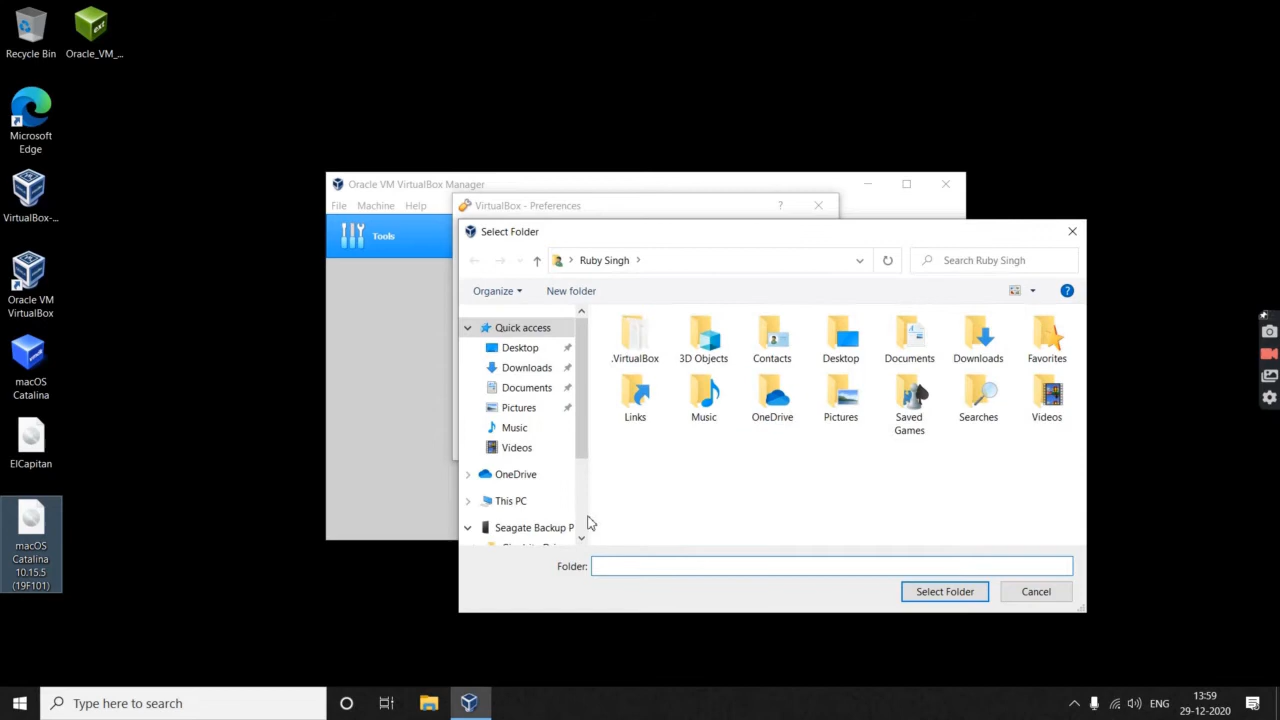 Recycle Bin
Oracle_VM_...
Microsoft
Edge
VirtualBox-...
Oracle VM
VirtualBox
macOS
Catalina
ElCapitan
macOS
Catalina
10.15.5
(19F101)
Oracle VM VirtualBox Manager
File Machine Help
Tools
VirtualBox - Preferences
Select Folder
Ruby Singh
Search Ruby Singh
Organize
New folder
Quick access
Desktop
Downloads
Documents
Pictures
Music
Videos
OneDrive
This PC
Seagate Backup P
.VirtualBox
3D Objects
Contacts
Desktop
Documents
Downloads
Favorites
Links
Music
OneDrive
Pictures
Saved
Games
Searches
Videos
Folder:
Select Folder
Cancel
Type here to search
ENG
13:59
29-12-2020